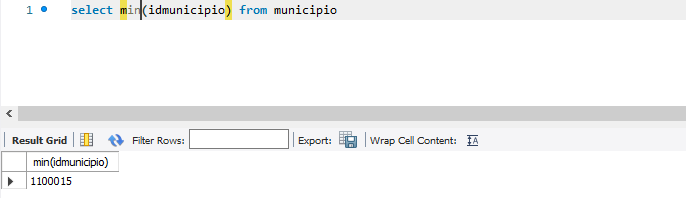 1 select min(idmunicipio) from municipio
Result Grid Filter Rows: Export: Wrap Cell Content:
min(idmunicipio)
1100015